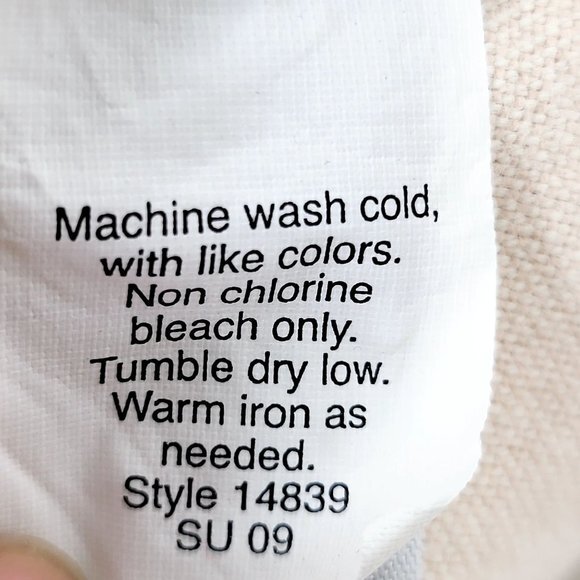 Machine wash cold,
with like colors.
Non chlorine
bleach only.
Tumble dry low.
Warm iron as
needed.
Style 14839
SU 09